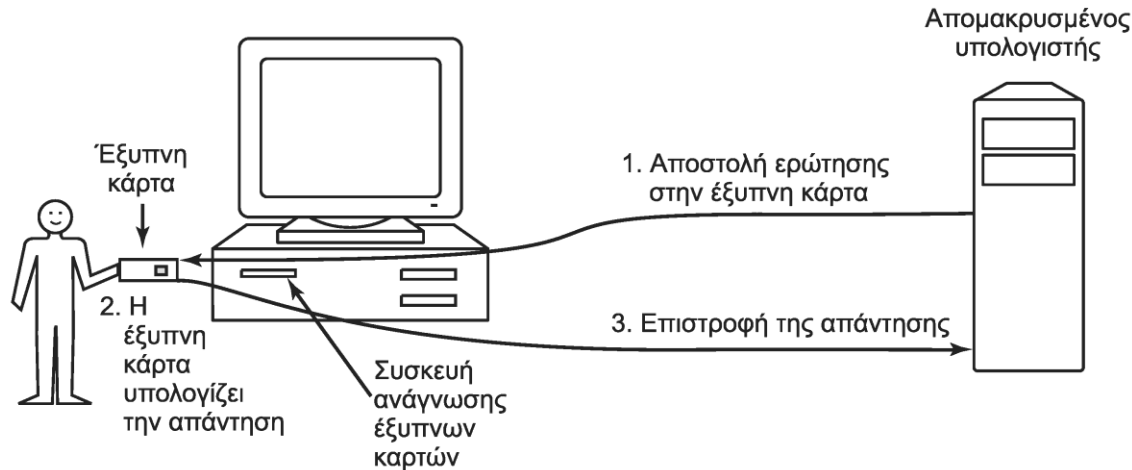 Απομακρυσμένος
υπολογιστής
Έξυπνη
κάρτα
1. Αποστολή ερώτησης
στην έξυπνη κάρτα
2. Η
έξυπνη
κάρτα
υπολογίζει
την απάντηση
3. Επιστροφή της απάντησης
Συσκευή
ανάγνωσης
έξυπνων
καρτών